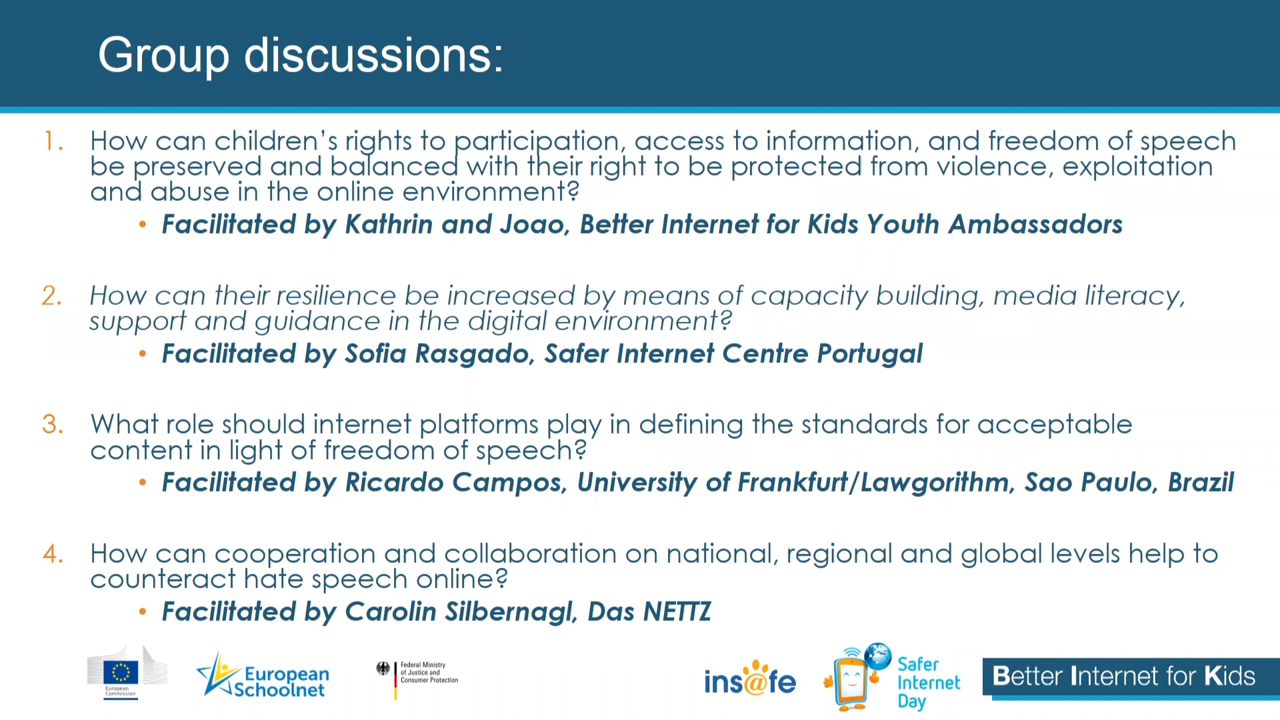 Group discussions:
1. How can children's rights to participation, access to information, and freedom of speech
be preserved and balanced with their right to be protected from violence, exploitation
and abuse in the online environment?
• Facilitated by Kathrin and Joao, Better Internet for Kids Youth Ambassadors
2. How can their resilience be increased by means of capacity building, media literacy,
support and guidance in the digital environment?
• Facilitated by Sofia Rasgado, Safer Internet Centre Portugal
3. What role should internet platforms play in defining the standards for acceptable
content in light of freedom of speech?
• Facilitated by Ricardo Campos, University of Frankfurt/Lawgorithm, Sao Paulo, Brazil
4. How can cooperation and collaboration on national, regional and global levels help to
counteract hate speech online?
• Facilitated by Carolin Silbernagl, Das NETTZ
European
Commission
European
Schoolnet
Federal Ministry
of Justice and
Consumer Protection
ins@fe
Safer
Internet
Day
Better Internet for Kids